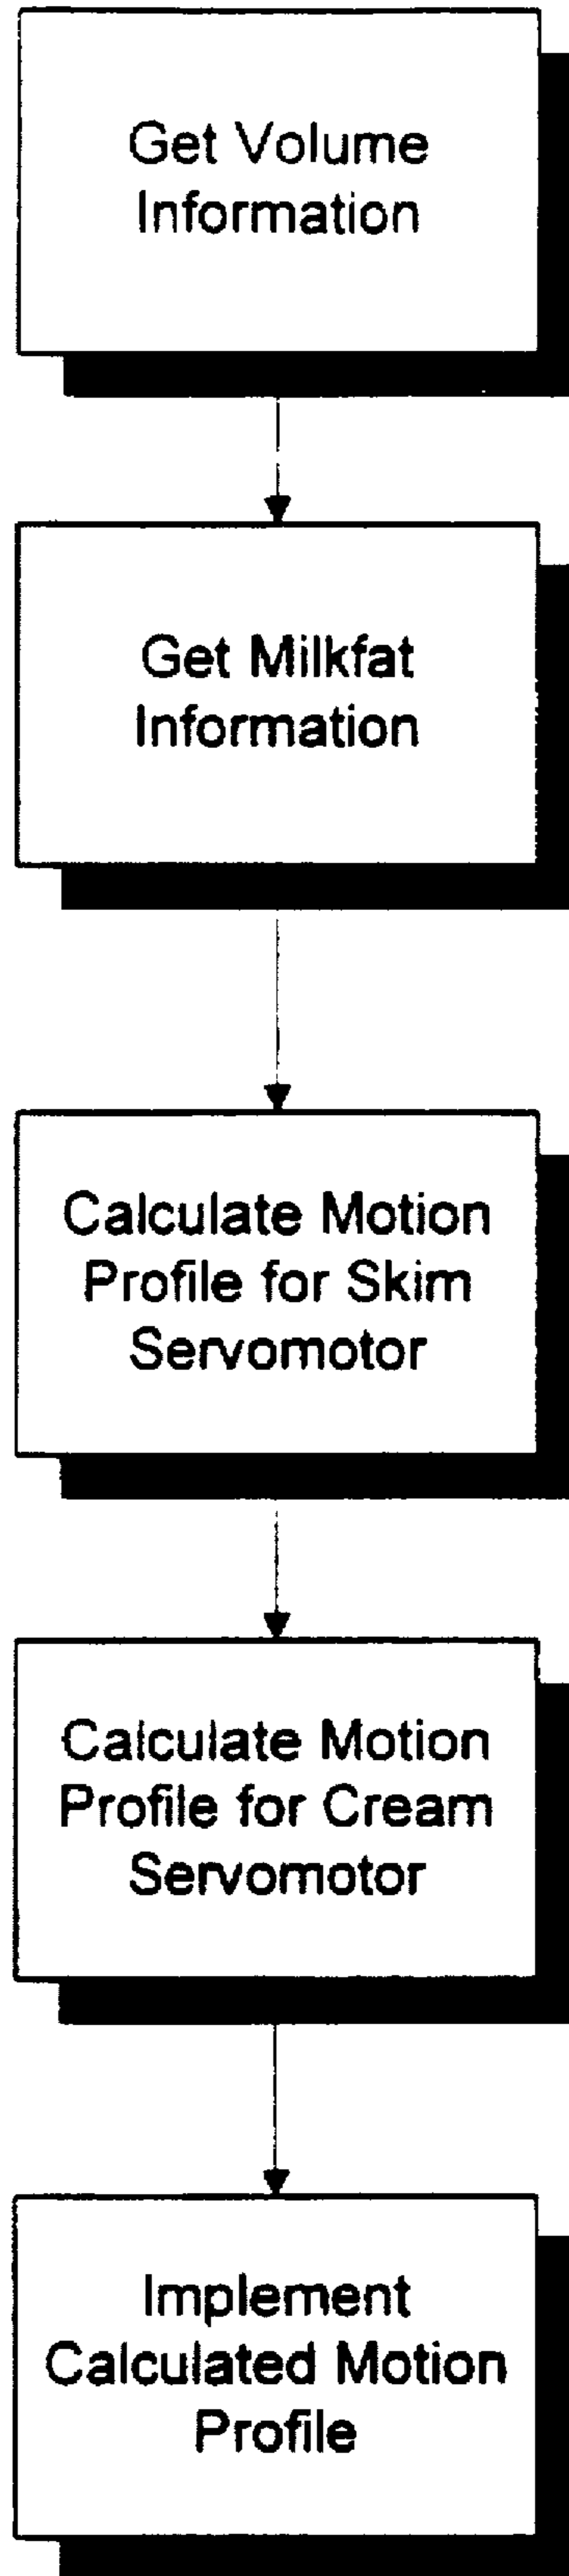 Get Volume
Information
Get Milkfat
Information
Calculate Motion
Profile for Skim
Servomotor
Calculate Motion
Profile for Cream
Servomotor
Implement
Calculated Motion
Profile